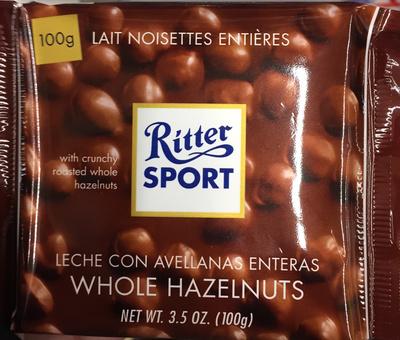 100g
LAIT NOISETTES ENTIÈRES
Ritter
SPORT
with crunchy
roasted whole
hazelnuts
LECHE CON AVELLANAS ENTERAS
WHOLE HAZELNUTS
NET WT. 3.5 OZ. (100g)